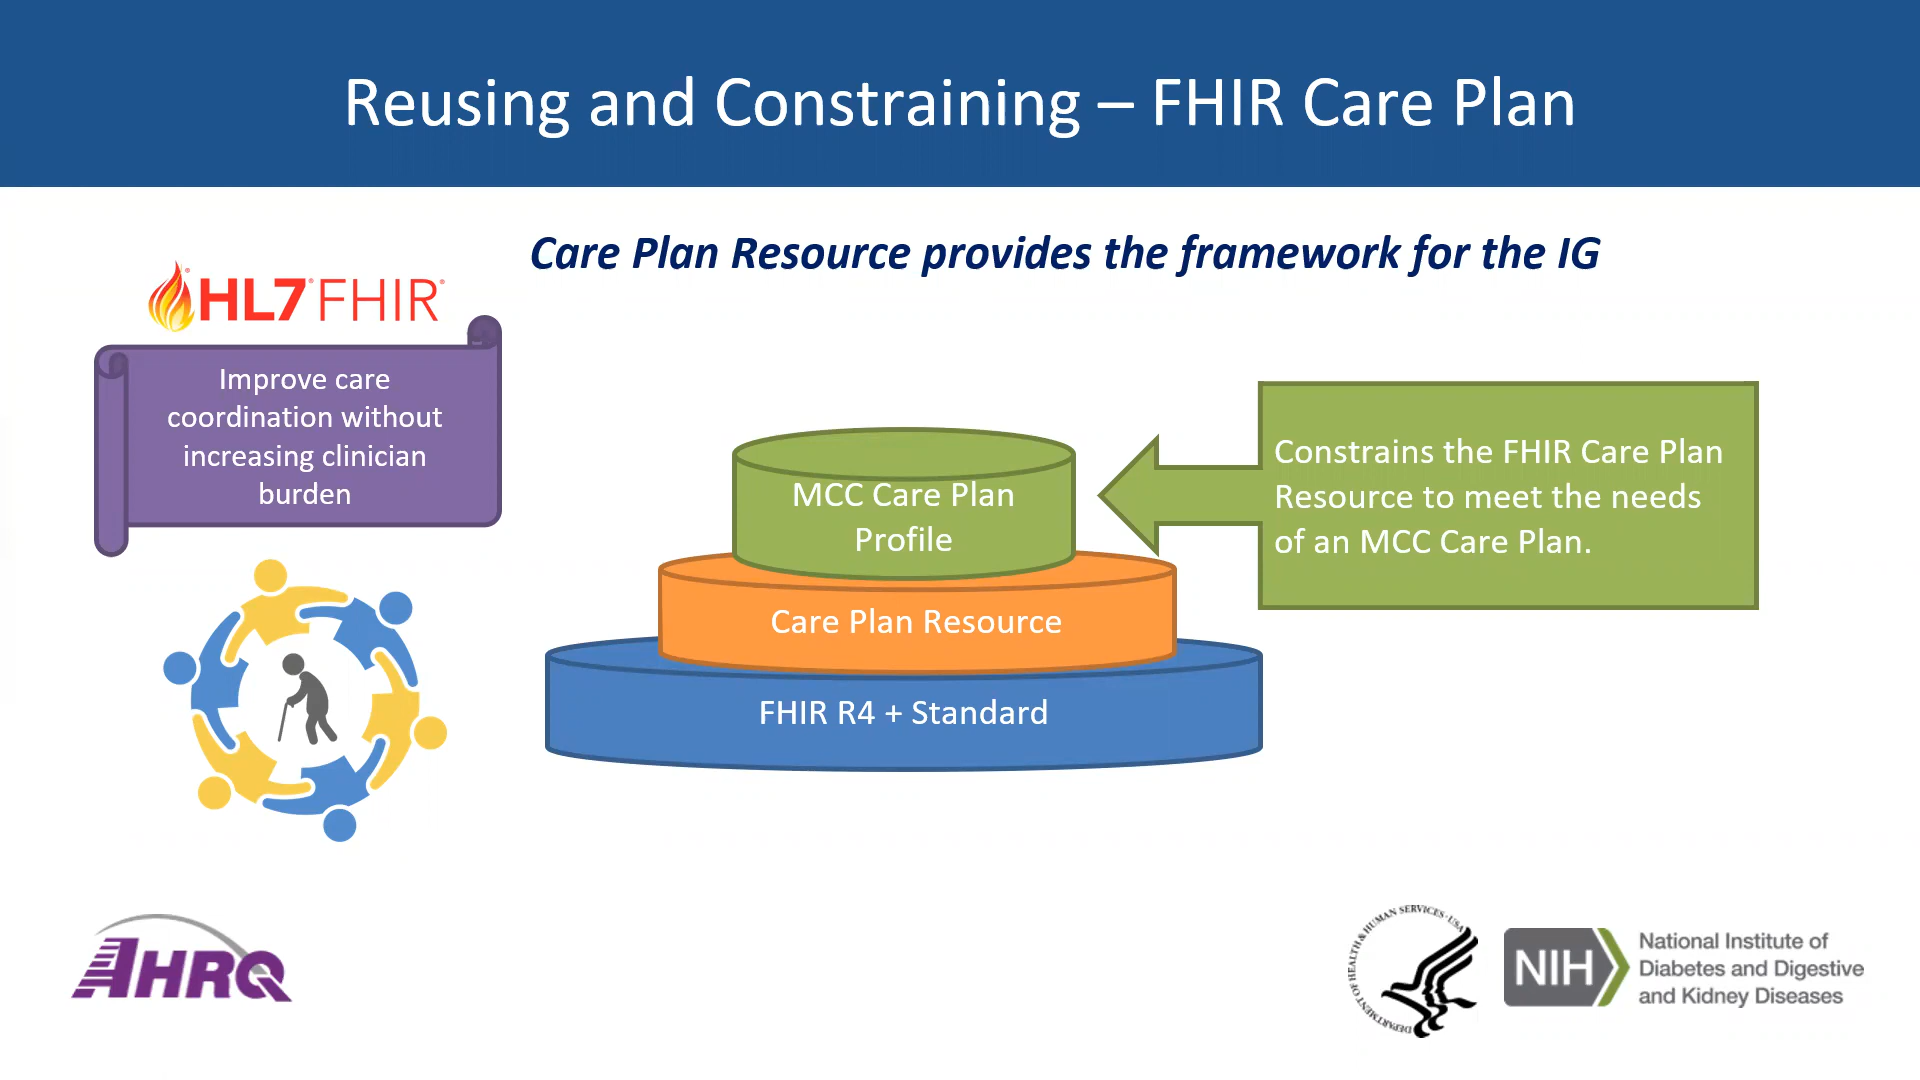 Reusing and Constraining – FHIR Care Plan
Care Plan Resource provides the framework for the IG
HL7® FHIR®
Improve care
coordination without
increasing clinician
burden
MCC Care Plan
Profile
Care Plan Resource
FHIR R4 + Standard
Constrains the FHIR Care Plan
Resource to meet the needs
of an MCC Care Plan.
AHRQ
DEPARTMENT OF HEALTH & HUMAN SERVICES·USA
NIH
National Institute of
Diabetes and Digestive
and Kidney Diseases